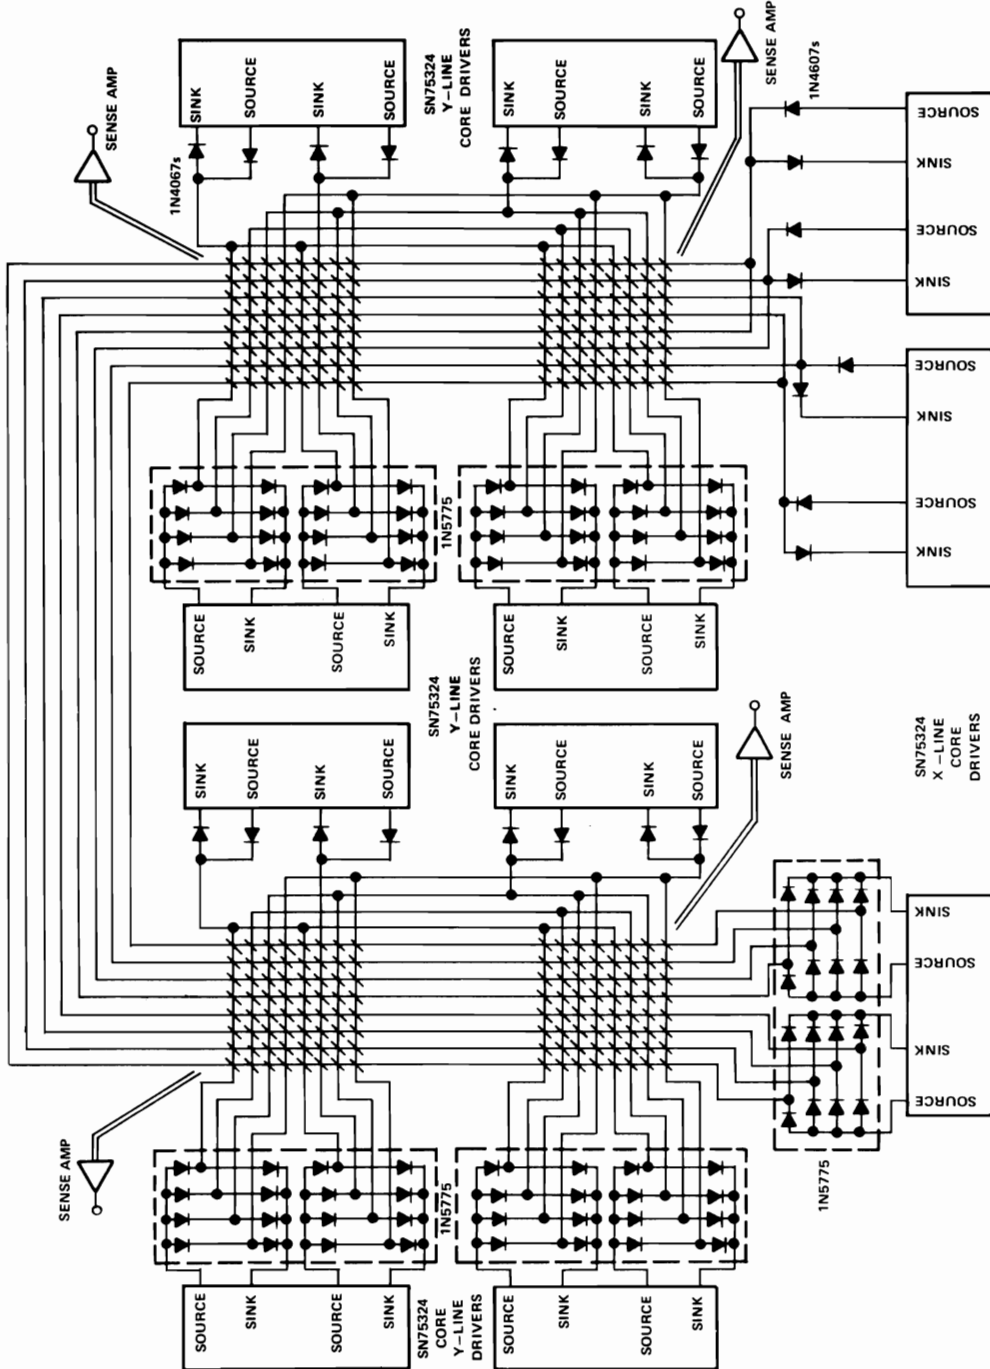 SENSE AMP
SENSE AMP
SINK
SOURCE
SINK
SOURCE
SN75324
Y-LINE
CORE DRIVERS
SINK
SOURCE
SINK
SOURCE
1N4067s
1N4607s
SOURCE
SINK
SOURCE
SINK
SOURCE
SINK
SOURCE
SINK
1N5775
SOURCE
SINK
SOURCE
SINK
SOURCE
SINK
SOURCE
SINK
SN75324
Y-LINE
CORE DRIVERS
SINK
SOURCE
SINK
SOURCE
SINK
SOURCE
SINK
SOURCE
SENSE AMP
SN75324
X-LINE
CORE
DRIVERS
SENSE AMP
1N5775
1N5775
SINK
SOURCE
SINK
SOURCE
SOURCE
SINK
SOURCE
SINK
SN75324
CORE
Y-LINE
DRIVERS
SOURCE
SINK
SOURCE
SINK